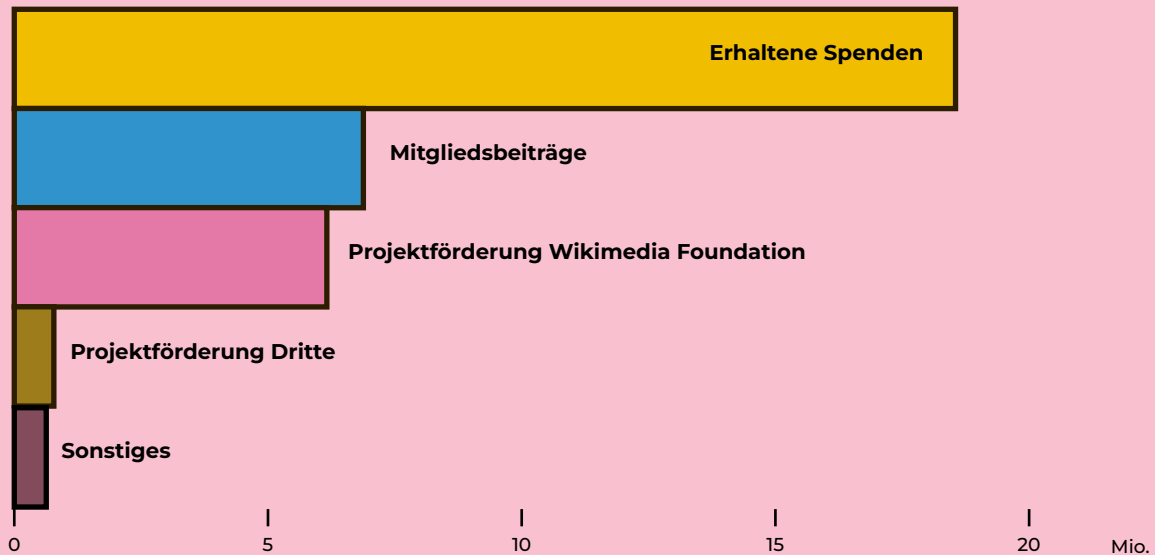 Erhaltene Spenden
Mitgliedsbeiträge
Projektförderung Wikimedia Foundation
Projektförderung Dritte
Sonstiges
0 5 10 15 20 Mio.